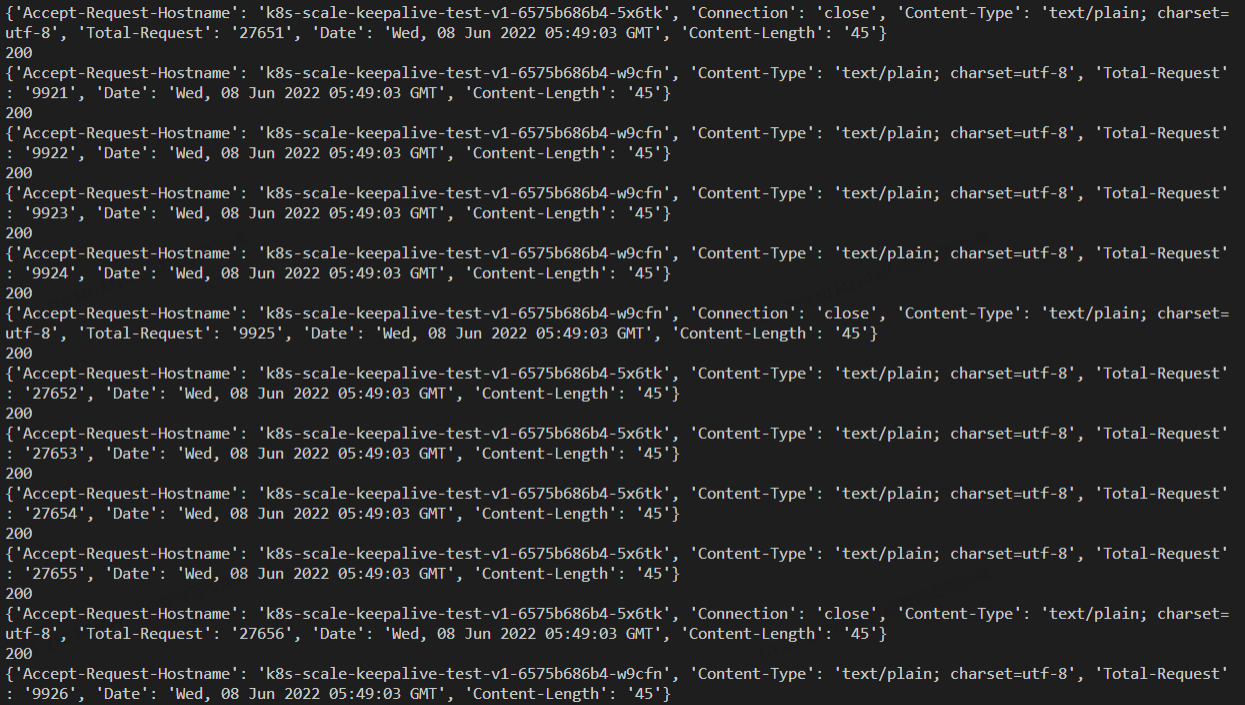 {'Accept-Request-Hostname': 'k8s-scale-keepalive-test-v1-6575b686b4-5x6tk', 'Connection': 'close', 'Content-Type': 'text/plain; charset=
utf-8', 'Total-Request': '27651', 'Date': 'Wed, 08 Jun 2022 05:49:03 GMT', 'Content-Length': '45'}
200
{'Accept-Request-Hostname': 'k8s-scale-keepalive-test-v1-6575b686b4-w9cfn', 'Content-Type': 'text/plain; charset=utf-8', 'Total-Request'
: '9921', 'Date': 'Wed, 08 Jun 2022 05:49:03 GMT', 'Content-Length': '45'}
200
{'Accept-Request-Hostname': 'k8s-scale-keepalive-test-v1-6575b686b4-w9cfn', 'Content-Type': 'text/plain; charset=utf-8', 'Total-Request'
: '9922', 'Date': 'Wed, 08 Jun 2022 05:49:03 GMT', 'Content-Length': '45'}
200
{'Accept-Request-Hostname': 'k8s-scale-keepalive-test-v1-6575b686b4-w9cfn', 'Content-Type': 'text/plain; charset=utf-8', 'Total-Request'
: '9923', 'Date': 'Wed, 08 Jun 2022 05:49:03 GMT', 'Content-Length': '45'}
200
{'Accept-Request-Hostname': 'k8s-scale-keepalive-test-v1-6575b686b4-w9cfn', 'Content-Type': 'text/plain; charset=utf-8', 'Total-Request'
: '9924', 'Date': 'Wed, 08 Jun 2022 05:49:03 GMT', 'Content-Length': '45'}
200
{'Accept-Request-Hostname': 'k8s-scale-keepalive-test-v1-6575b686b4-w9cfn', 'Connection': 'close', 'Content-Type': 'text/plain; charset=
utf-8', 'Total-Request': '9925', 'Date': 'Wed, 08 Jun 2022 05:49:03 GMT', 'Content-Length': '45'}
200
{'Accept-Request-Hostname': 'k8s-scale-keepalive-test-v1-6575b686b4-5x6tk', 'Content-Type': 'text/plain; charset=utf-8', 'Total-Request'
: '27652', 'Date': 'Wed, 08 Jun 2022 05:49:03 GMT', 'Content-Length': '45'}
200
{'Accept-Request-Hostname': 'k8s-scale-keepalive-test-v1-6575b686b4-5x6tk', 'Content-Type': 'text/plain; charset=utf-8', 'Total-Request'
: '27653', 'Date': 'Wed, 08 Jun 2022 05:49:03 GMT', 'Content-Length': '45'}
200
{'Accept-Request-Hostname': 'k8s-scale-keepalive-test-v1-6575b686b4-5x6tk', 'Content-Type': 'text/plain; charset=utf-8', 'Total-Request'
: '27654', 'Date': 'Wed, 08 Jun 2022 05:49:03 GMT', 'Content-Length': '45'}
200
{'Accept-Request-Hostname': 'k8s-scale-keepalive-test-v1-6575b686b4-5x6tk', 'Content-Type': 'text/plain; charset=utf-8', 'Total-Request'
: '27655', 'Date': 'Wed, 08 Jun 2022 05:49:03 GMT', 'Content-Length': '45'}
200
{'Accept-Request-Hostname': 'k8s-scale-keepalive-test-v1-6575b686b4-5x6tk', 'Connection': 'close', 'Content-Type': 'text/plain; charset=
utf-8', 'Total-Request': '27656', 'Date': 'Wed, 08 Jun 2022 05:49:03 GMT', 'Content-Length': '45'}
200
{'Accept-Request-Hostname': 'k8s-scale-keepalive-test-v1-6575b686b4-w9cfn', 'Content-Type': 'text/plain; charset=utf-8', 'Total-Request'
: '9926', 'Date': 'Wed, 08 Jun 2022 05:49:03 GMT', 'Content-Length': '45'}